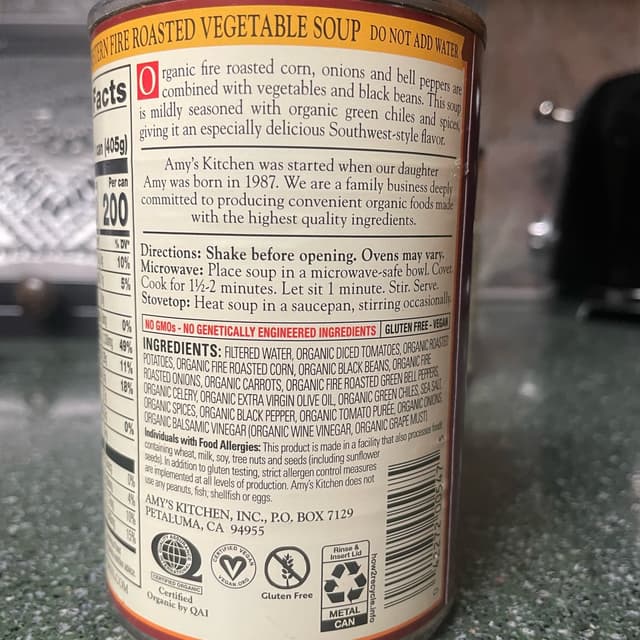 TERN FIRE ROASTED VEGETABLE SOUP DO NOT ADD WATER
Facts
an (405g)
Per can
200
% DV*
10%
5%
0%
49%
11%
18%
0%
0%
4%
10%
15%
Organic fire roasted corn, onions and bell peppers are
combined with vegetables and black beans. This soup
is mildly seasoned with organic green chiles and spices,
giving it an especially delicious Southwest-style flavor.
Amy's Kitchen was started when our daughter
Amy was born in 1987. We are a family business deeply
committed to producing convenient organic foods made
with the highest quality ingredients.
Directions: Shake before opening. Ovens may vary.
Microwave: Place soup in a microwave-safe bowl. Cover.
Cook for 1½-2 minutes. Let sit 1 minute. Stir. Serve.
Stovetop: Heat soup in a saucepan, stirring occasionally.
NO GMOs - NO GENETICALLY ENGINEERED INGREDIENTS GLUTEN FREE - VEGAN
INGREDIENTS: FILTERED WATER, ORGANIC DICED TOMATOES, ORGANIC ROASTED
POTATOES, ORGANIC FIRE ROASTED CORN, ORGANIC BLACK BEANS, ORGANIC FIRE
ROASTED ONIONS, ORGANIC CARROTS, ORGANIC FIRE ROASTED GREEN BELL PEPPERS,
ORGANIC CELERY, ORGANIC EXTRA VIRGIN OLIVE OIL, ORGANIC GREEN CHILES, SEA SALT,
ORGANIC SPICES, ORGANIC BLACK PEPPER, ORGANIC TOMATO PURÉE, ORGANIC ONIONS,
ORGANIC BALSAMIC VINEGAR (ORGANIC WINE VINEGAR, ORGANIC GRAPE MUST).
Individuals with Food Allergies: This product is made in a facility that also processes foods
containing wheat, milk, soy, tree nuts and seeds (including sunflower
seeds). In addition to gluten testing, strict allergen control measures
are implemented at all levels of production. Amy's Kitchen does not
use any peanuts, fish, shellfish or eggs.
AMY'S KITCHEN, INC., P.O. BOX 7129
PETALUMA, CA 94955
CERTIFIED ORGANIC
Certified
Organic by QAI
CERTIFIED VEGAN
VEGAN.ORG
Gluten Free
Rinse &
Insert Lid
METAL
CAN
how2recycle.info
.COM